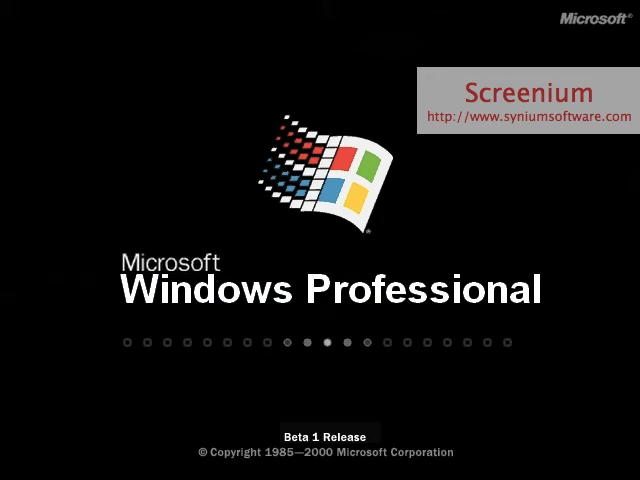 Microsoft®
Screenium
http://www.syniumsoftware.com
Microsoft
Windows Professional
Beta 1 Release
© Copyright 1985—2000 Microsoft Corporation